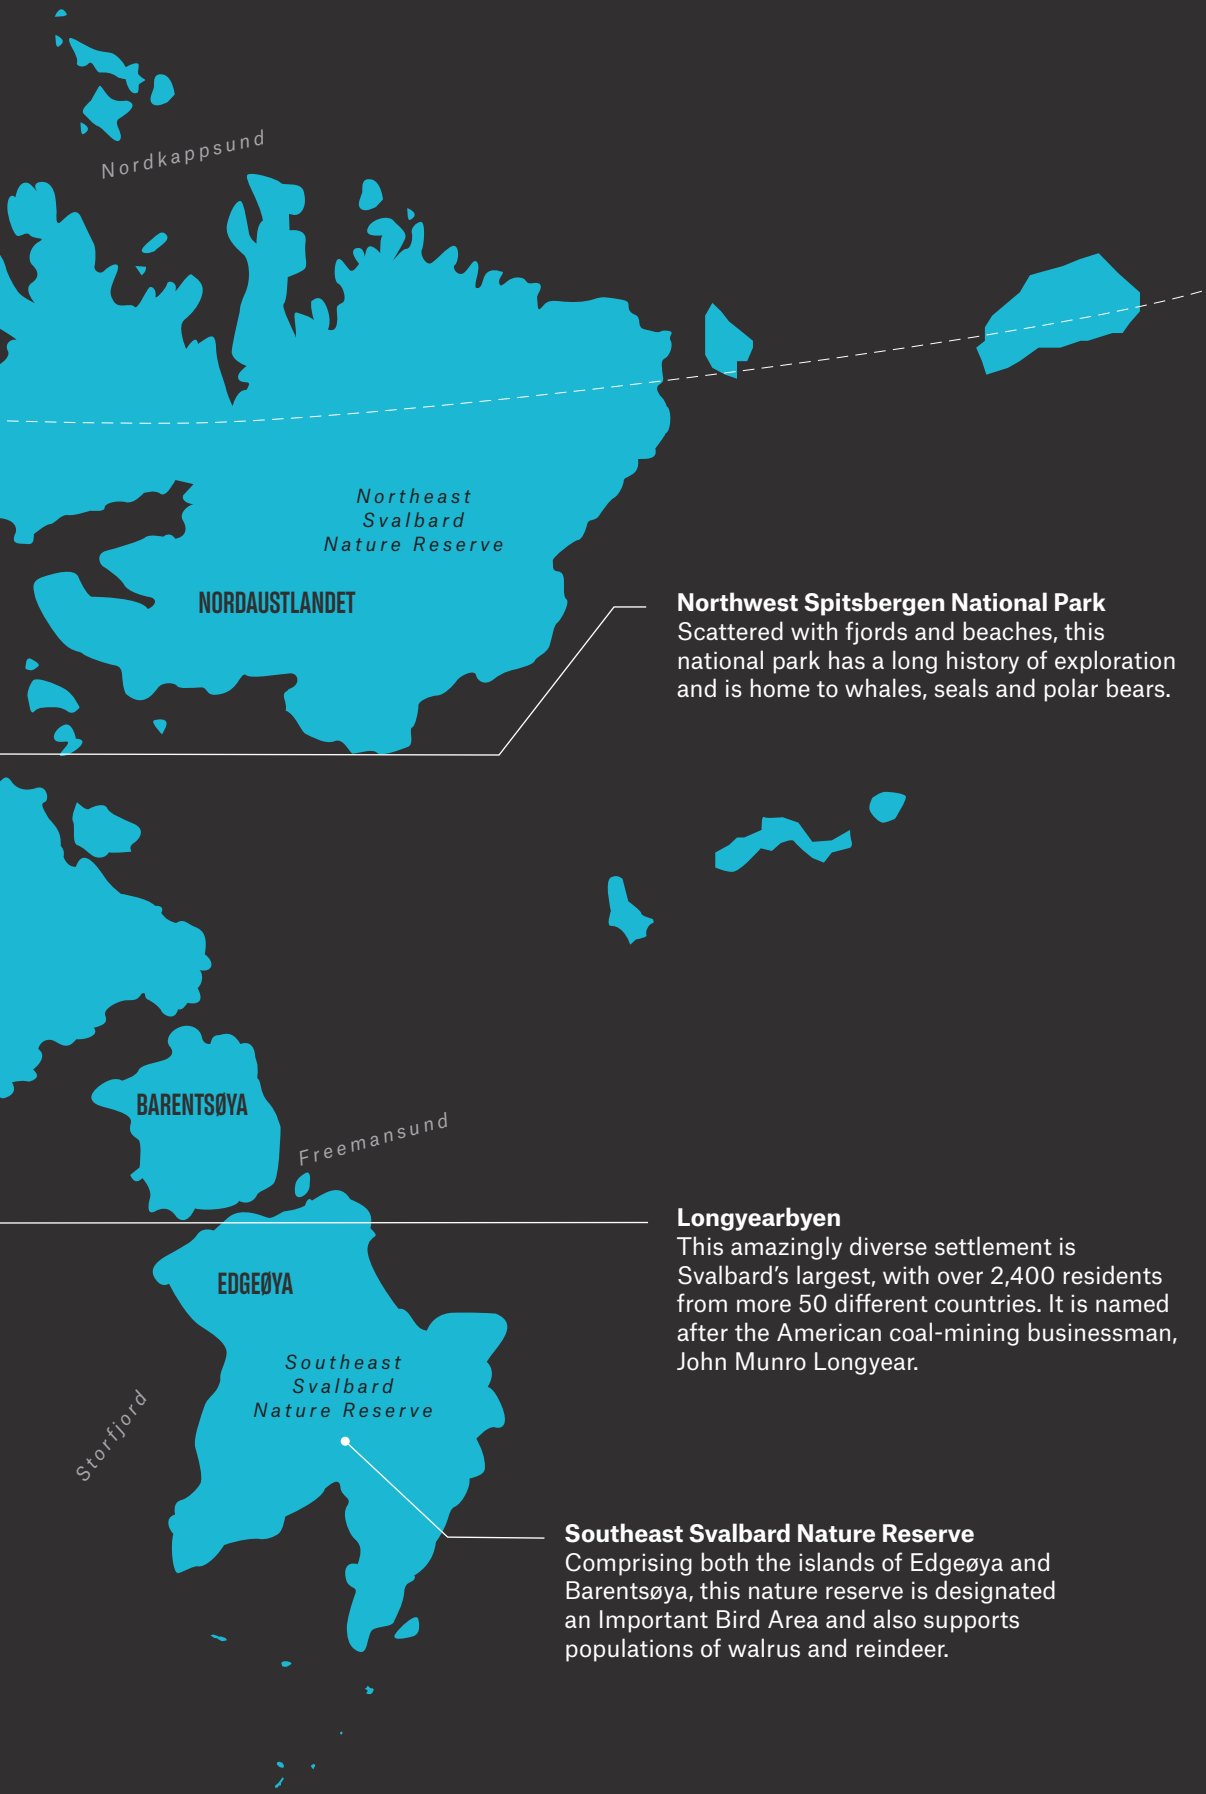 Nordkappsund
Northeast
Svalbard
Nature Reserve
NORDAUSTLANDET
Northwest Spitsbergen National Park
Scattered with fjords and beaches, this
national park has a long history of exploration
and is home to whales, seals and polar bears.
BARENTSØYA
Freemansund
Longyearbyen
This amazingly diverse settlement is
Svalbard’s largest, with over 2,400 residents
from more 50 different countries. It is named
after the American coal-mining businessman,
John Munro Longyear.
EDGEØYA
Southeast
Svalbard
Nature Reserve
Storfjord
Southeast Svalbard Nature Reserve
Comprising both the islands of Edgeøya and
Barentsøya, this nature reserve is designated
an Important Bird Area and also supports
populations of walrus and reindeer.